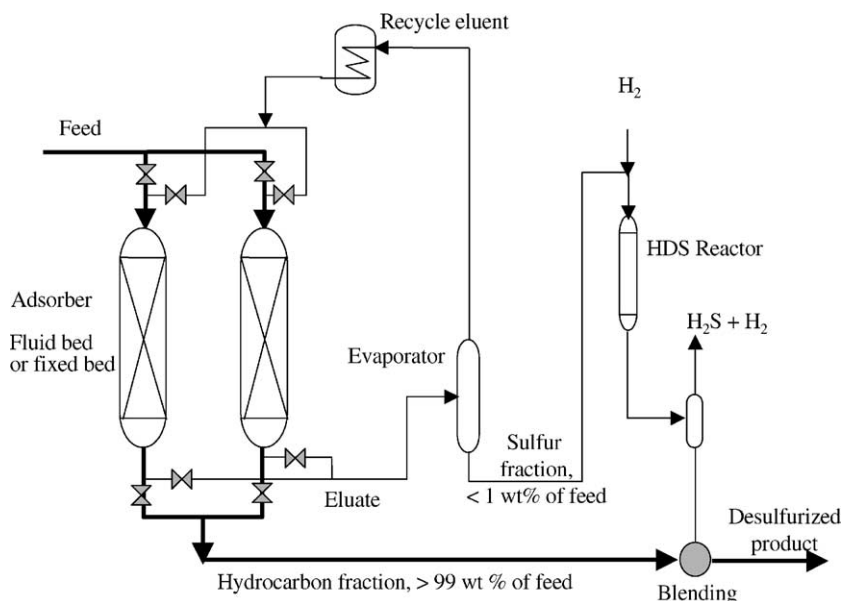 Recycle eluent
H₂
Feed
HDS Reactor
Adsorber
Fluid bed
or fixed bed
H₂S + H₂
Evaporator
Sulfur
fraction,
< 1 wt% of feed
Eluate
Desulfurized
product
Hydrocarbon fraction, > 99 wt % of feed
Blending